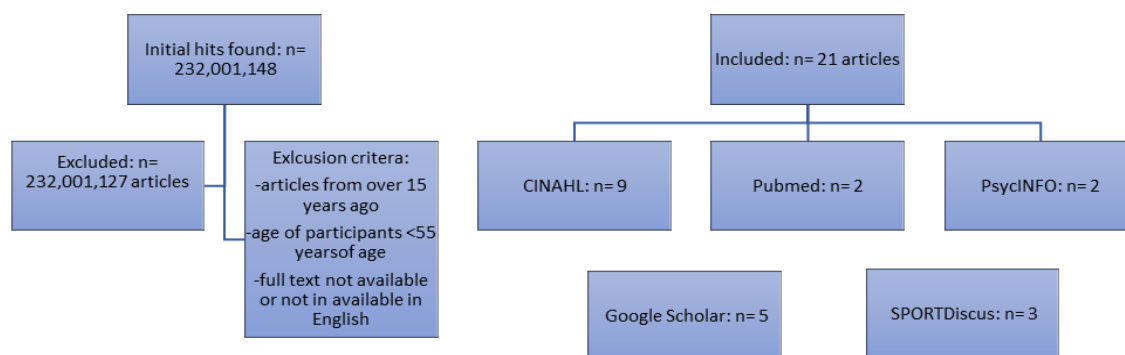 Initial hits found: n=
232,001,148
Excluded: n=
232,001,127 articles
Exlcusion critera:
-articles from over 15
years ago
-age of participants <55
yearsof age
-full text not available
or not in available in
English
Included: n= 21 articles
CINAHL: n= 9
Pubmed: n= 2
PsycINFO: n= 2
Google Scholar: n= 5
SPORTDiscus: n= 3